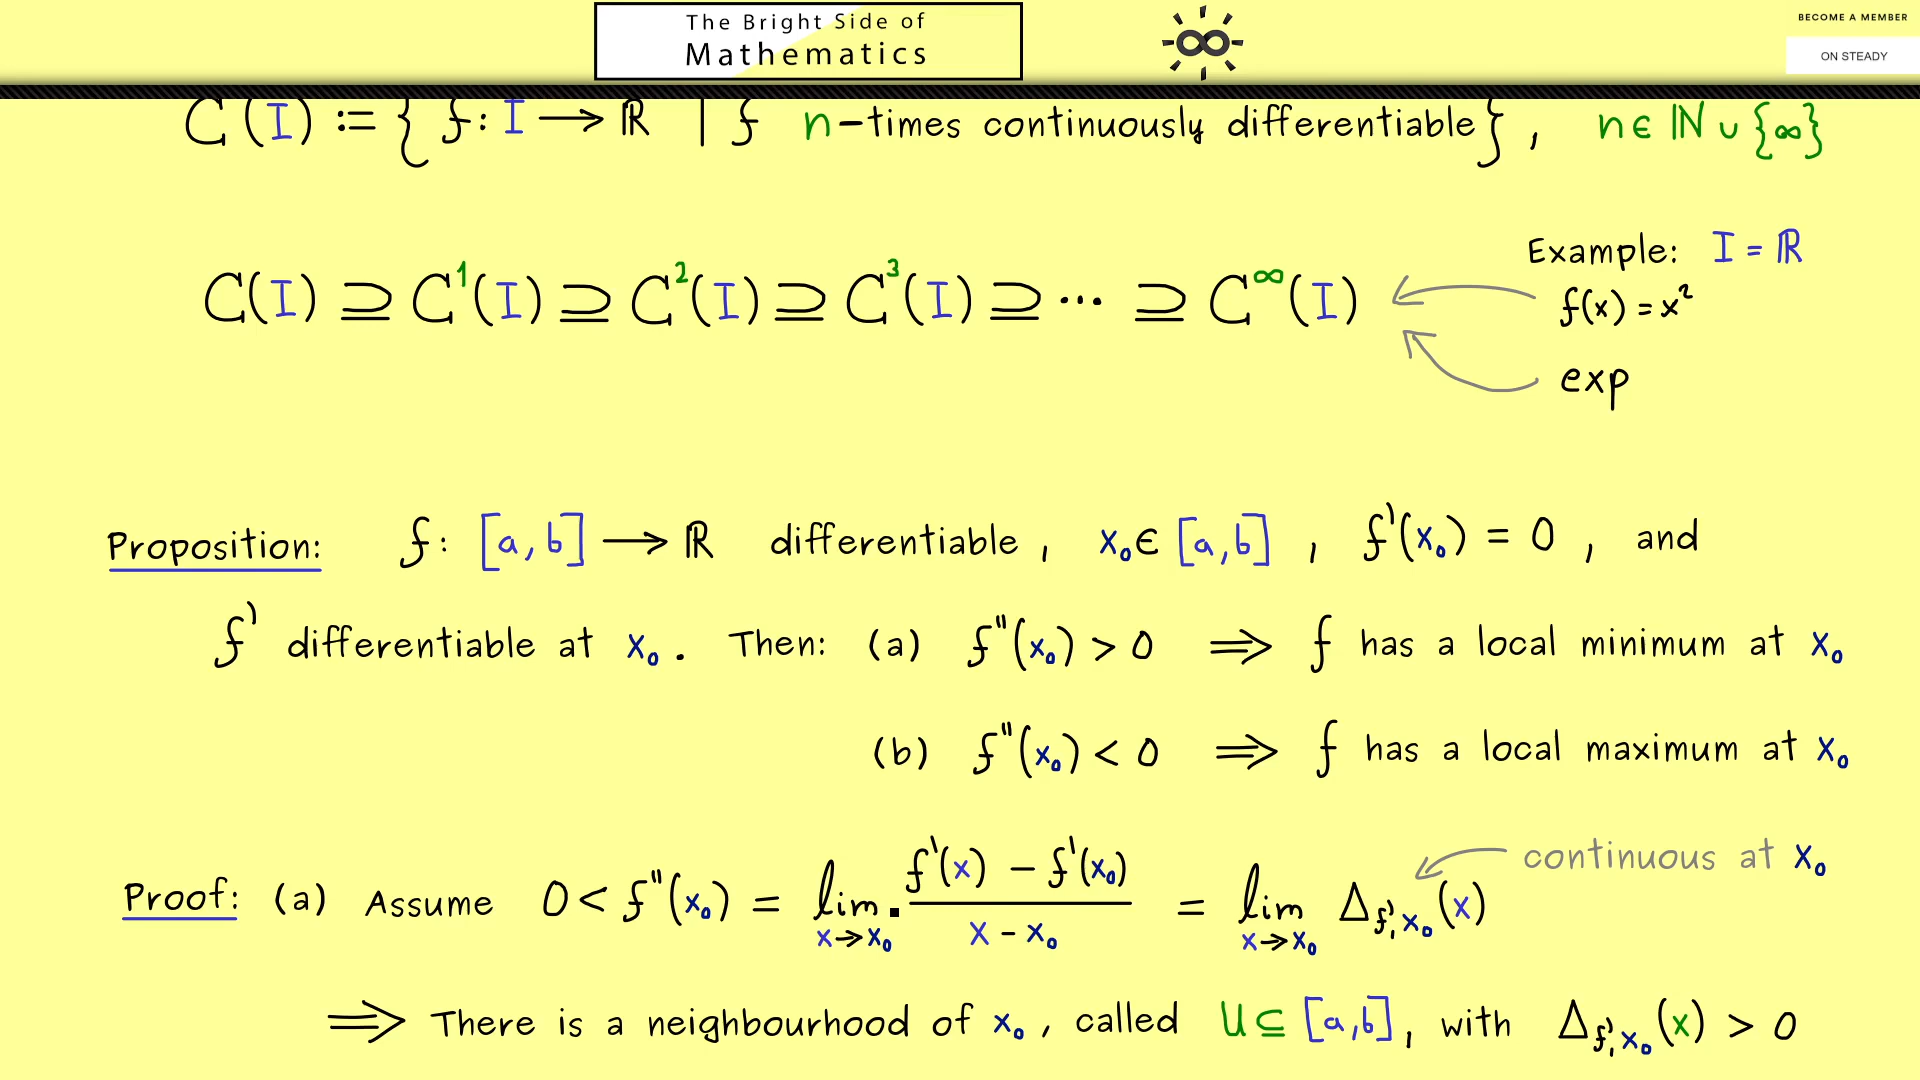 The Bright Side of
Mathematics
BECOME A MEMBER
ON STEADY
C(I) := { f: I ⟶ ℝ | f n-times continuously differentiable } , n ∈ ℕ ∪ {∞}
C(I) ⊇ C¹(I) ⊇ C²(I) ⊇ C³(I) ⊇ ··· ⊇ C^∞(I)
Example: I = ℝ
f(x) = x²
exp
Proposition: f: [a,b] ⟶ ℝ differentiable , x₀ ∈ [a,b] , f'(x₀) = 0 , and
f' differentiable at x₀. Then: (a) f''(x₀) > 0 ⟹ f has a local minimum at x₀
(b) f''(x₀) < 0 ⟹ f has a local maximum at x₀
continuous at x₀
Proof: (a) Assume 0 < f''(x₀) = lim_{x→x₀} (f'(x) − f'(x₀))/(x − x₀) = lim_{x→x₀} Δ_{f',x₀}(x)
⟹ There is a neighbourhood of x₀, called U ⊆ [a,b], with Δ_{f',x₀}(x) > 0